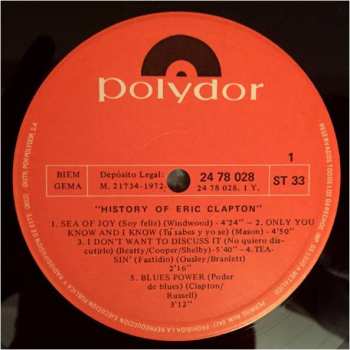 polydor
BIEM
GEMA
Depósito Legal:
M. 21734-1972
24 78 028
24 78 028. 1 Y.
1
ST 33
"HISTORY OF ERIC CLAPTON"
1. SEA OF JOY (Soy feliz) (Windwood) - 4'24" - 2. ONLY YOU
KNOW AND I KNOW (Tú sabes y yo se) (Mason) - 4'50"
3. I DON'T WANT TO DISCUSS IT (No quiero dis-
cutirlo) (Bearty/Cooper/Shelby) - 5'40" - 4. TEA-
SIN' (Fastidio) (Ousley/Bramlett)
2'16"
5. BLUES POWER (Poder
de blues) (Clapton/
Russell)
3'12"